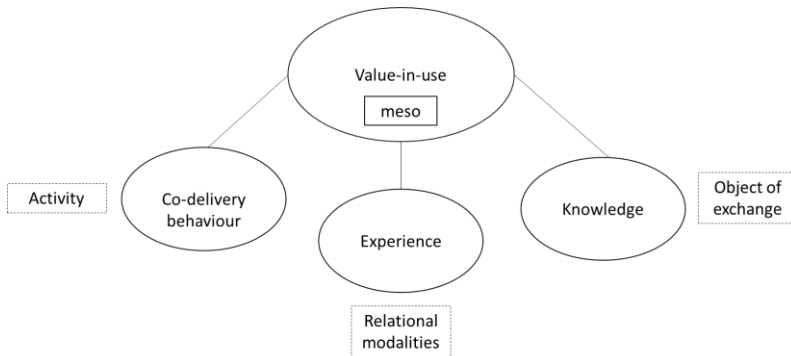 Value-in-use
meso
Activity
Co-delivery
behaviour
Experience
Knowledge
Object of
exchange
Relational
modalities